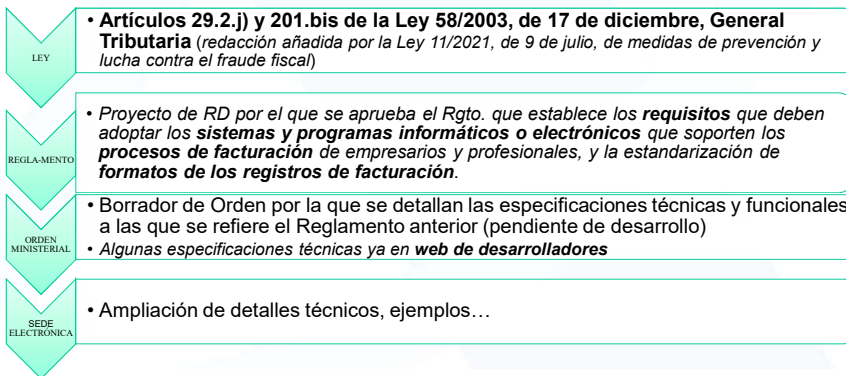 LEY
• Artículos 29.2.j) y 201.bis de la Ley 58/2003, de 17 de diciembre, General
Tributaria (redacción añadida por la Ley 11/2021, de 9 de julio, de medidas de prevención y
lucha contra el fraude fiscal)
REGLA-MENTO
• Proyecto de RD por el que se aprueba el Rgto. que establece los requisitos que deben
adoptar los sistemas y programas informáticos o electrónicos que soporten los
procesos de facturación de empresarios y profesionales, y la estandarización de
formatos de los registros de facturación.
ORDEN
MINISTERIAL
• Borrador de Orden por la que se detallan las especificaciones técnicas y funcionales
a las que se refiere el Reglamento anterior (pendiente de desarrollo)
• Algunas especificaciones técnicas ya en web de desarrolladores
SEDE
ELECTRÓNICA
• Ampliación de detalles técnicos, ejemplos…